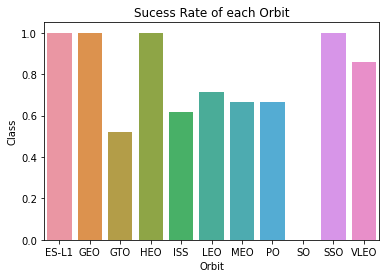 Sucess Rate of each Orbit
Class
1.0
0.8
0.6
0.4
0.2
0.0
ES-L1 GEO GTO HEO ISS LEO MEO PO SO SSO VLEO
Orbit